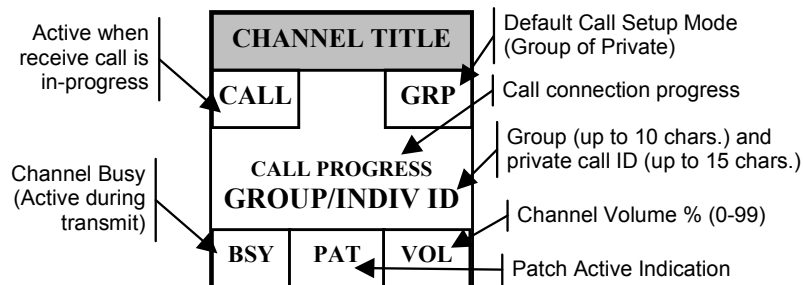 CHANNEL TITLE
Default Call Setup Mode
(Group of Private)
Active when
receive call is
in-progress
CALL
GRP
Call connection progress
CALL PROGRESS
GROUP/INDIV ID
Group (up to 10 chars.) and
private call ID (up to 15 chars.)
Channel Busy
(Active during
transmit)
Channel Volume % (0-99)
BSY
PAT
VOL
Patch Active Indication